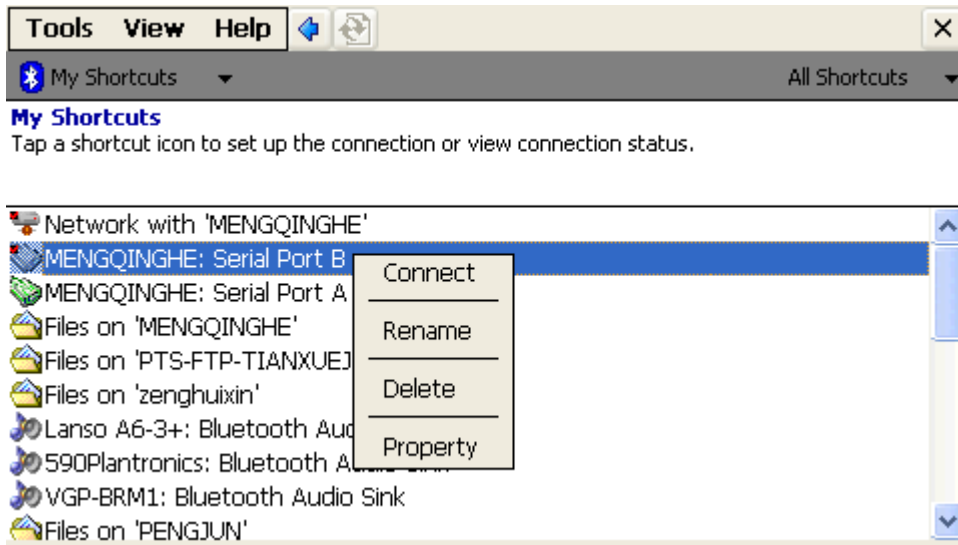 Tools View Help
My Shortcuts All Shortcuts
My Shortcuts
Tap a shortcut icon to set up the connection or view connection status.
Network with 'MENGQINGHE'
MENGQINGHE: Serial Port B
MENGQINGHE: Serial Port A
Files on 'MENGQINGHE'
Files on 'PTS-FTP-TIANXUEJ
Files on 'zenghuixin'
Lanso A6-3+: Bluetooth Aud
590Plantronics: Bluetooth Audio Sink
VGP-BRM1: Bluetooth Audio Sink
Files on 'PENGJUN'
Connect
Rename
Delete
Property